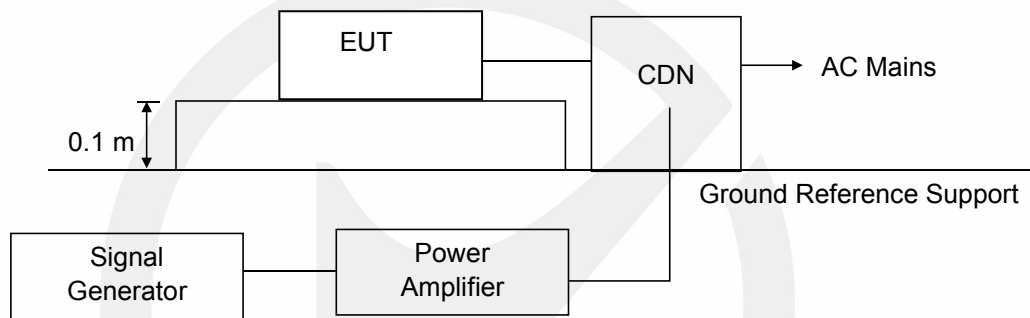 EUT
CDN
AC Mains
0.1 m
Ground Reference Support
Signal
Generator
Power
Amplifier